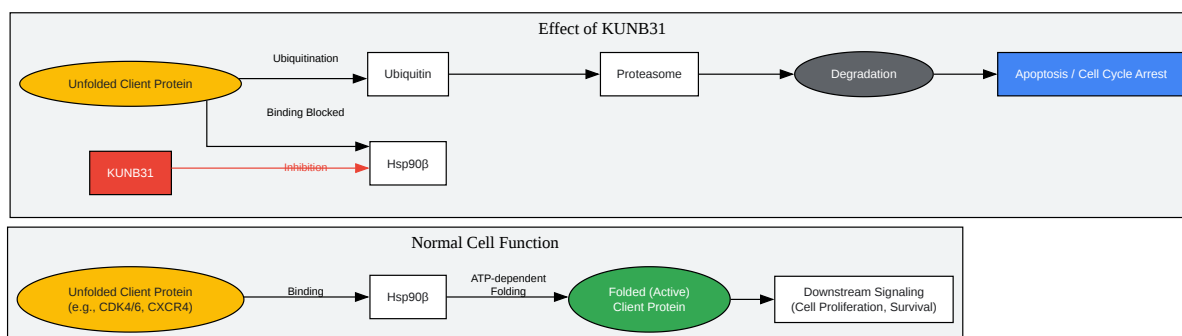 Effect of KUNB31
Ubiquitination
Unfolded Client Protein
Ubiquitin
Proteasome
Degradation
Apoptosis / Cell Cycle Arrest
Binding Blocked
Hsp90β
KUNB31
Inhibition
Normal Cell Function
Unfolded Client Protein
(e.g., CDK4/6, CXCR4)
Binding
Hsp90β
ATP-dependent
Folding
Folded (Active)
Client Protein
Downstream Signaling
(Cell Proliferation, Survival)